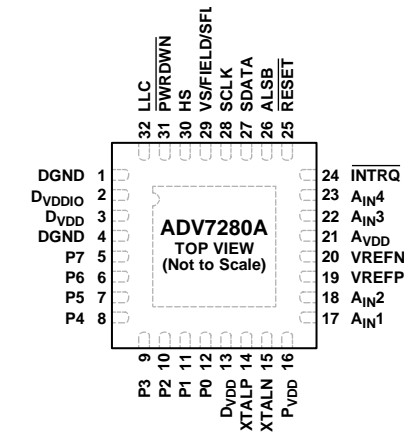 32 LLC
31 PWRDWN
30 HS
29 VS/FIELD/SFL
28 SCLK
27 SDATA
26 ALSB
25 RESET
DGND 1
DVDDIO 2
DVDD 3
DGND 4
P7 5
P6 6
P5 7
P4 8
ADV7280A
TOP VIEW
(Not to Scale)
24 INTRQ
23 AIN4
22 AIN3
21 AVDD
20 VREFN
19 VREFP
18 AIN2
17 AIN1
P3 9
P2 10
P1 11
P0 12
DVDD 13
XTALP 14
XTALN 15
PVDD 16